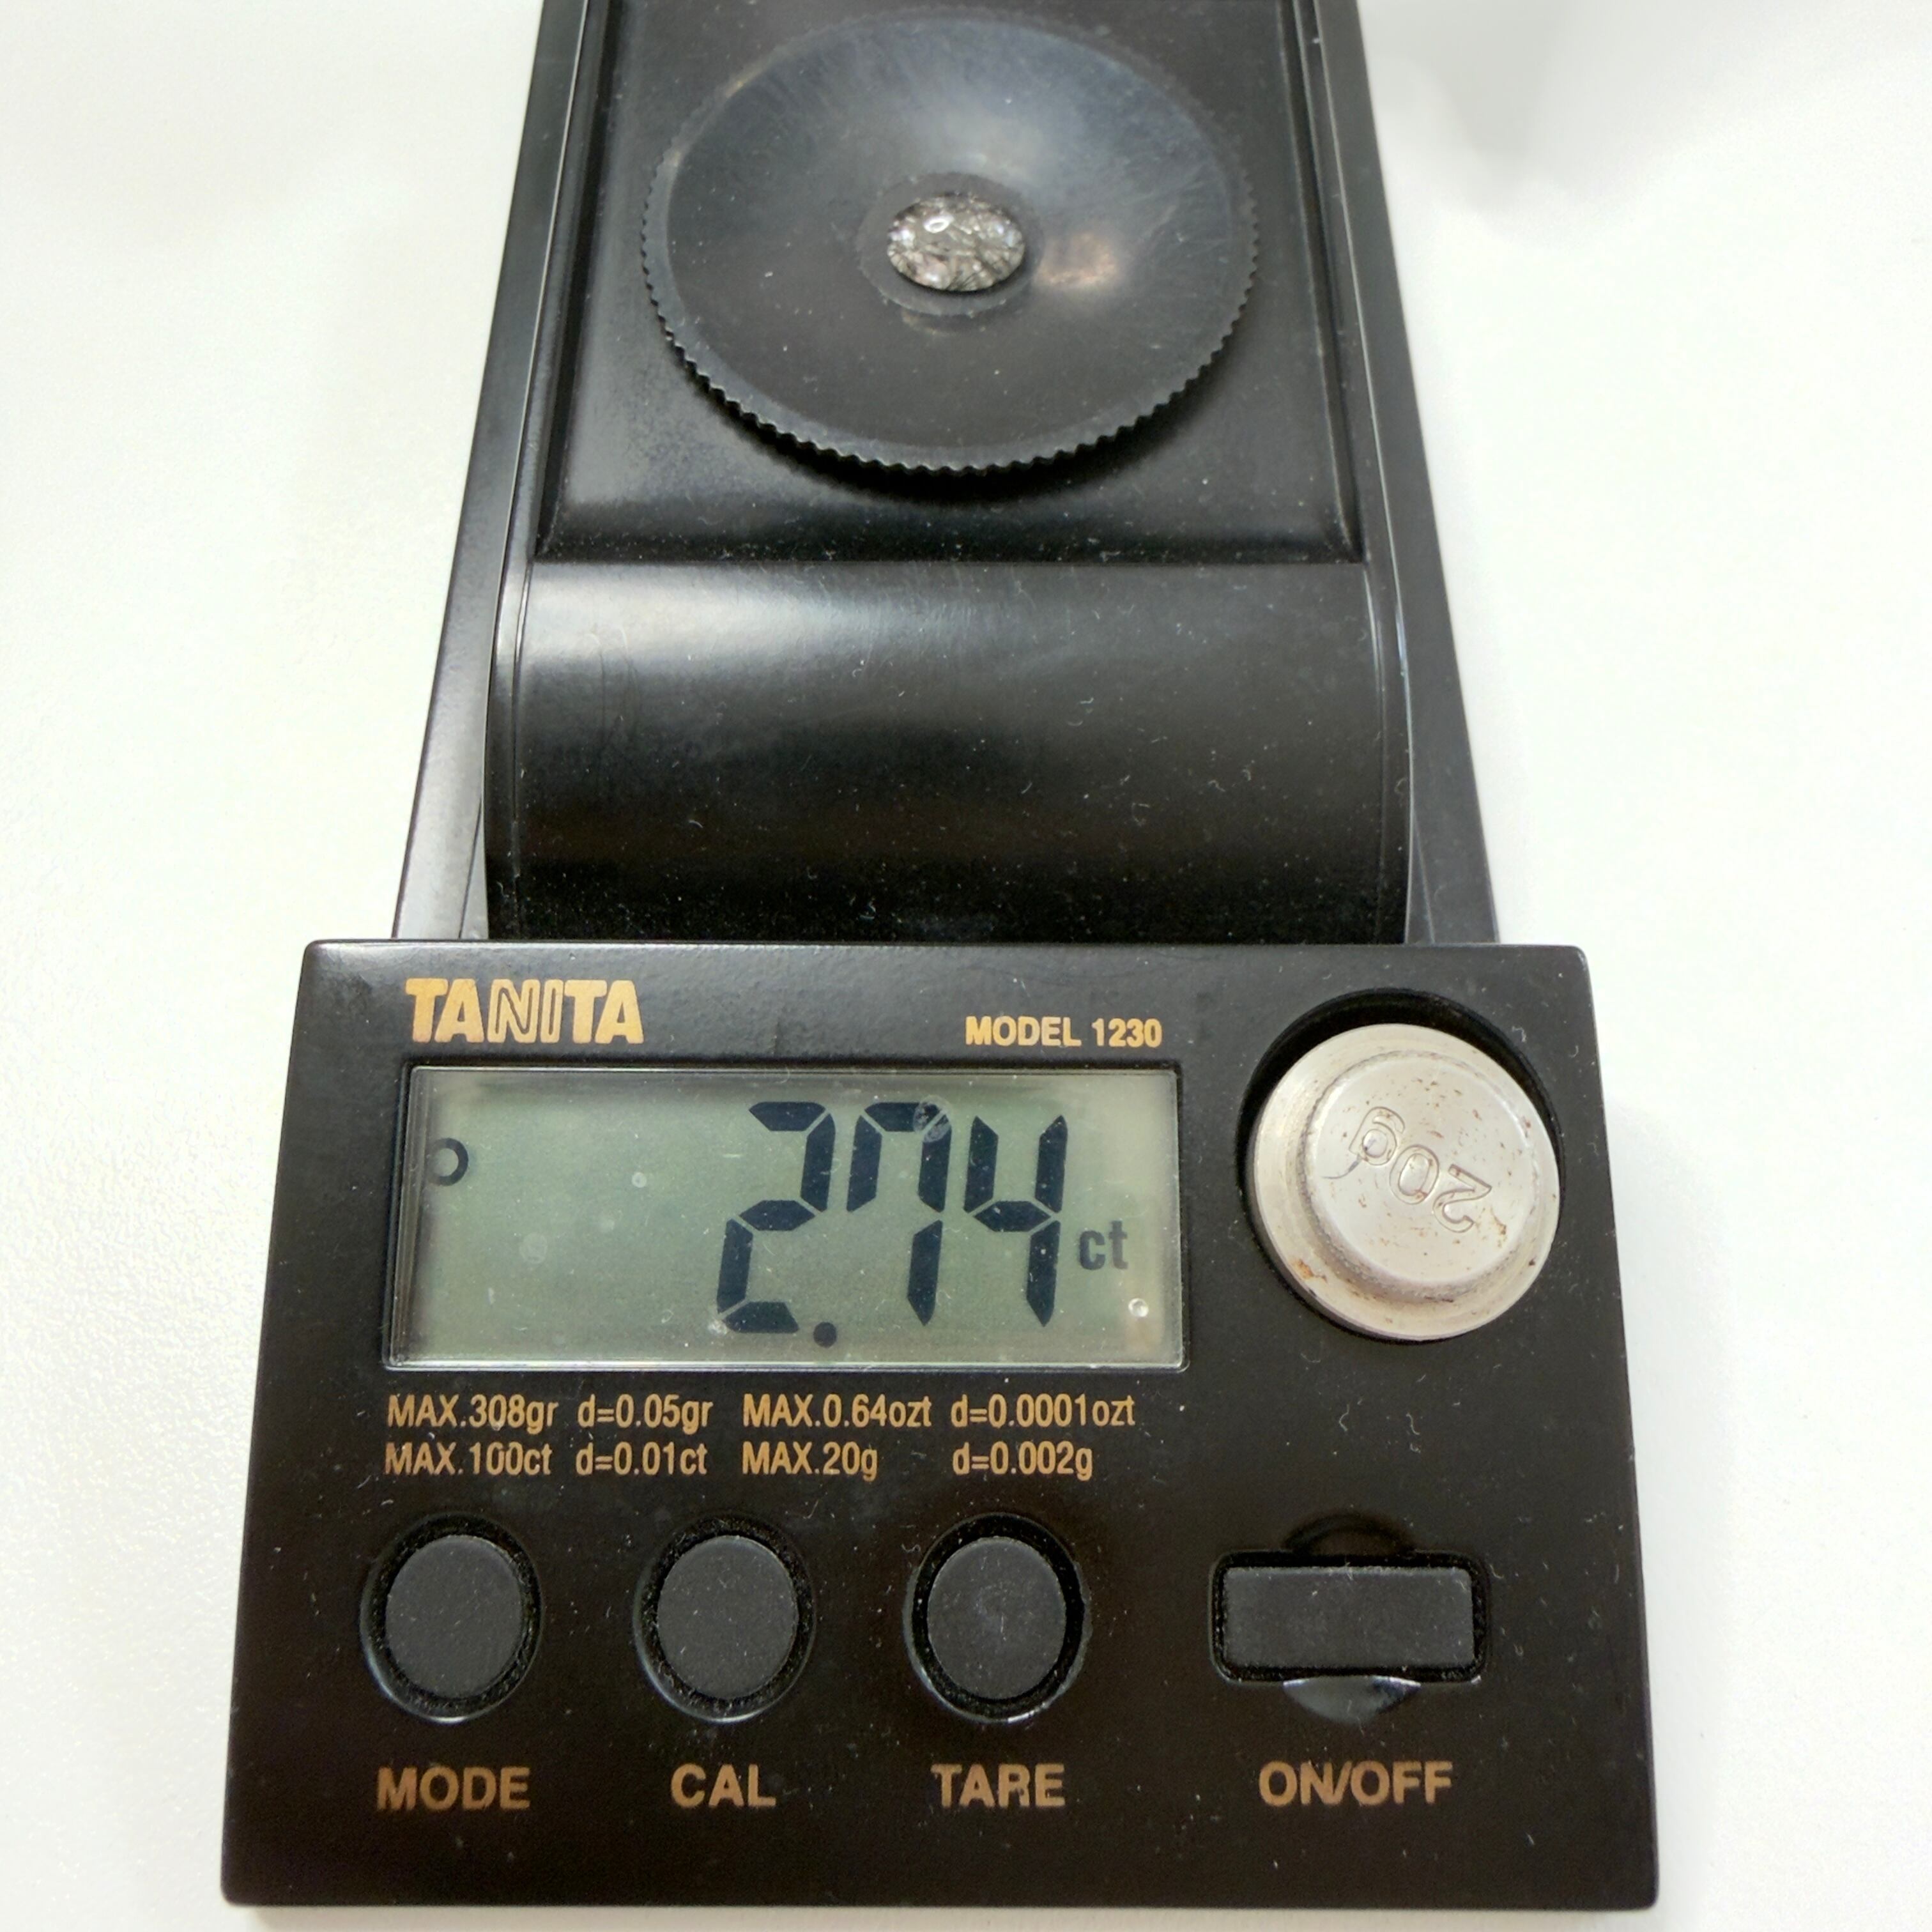 TANITA
MODEL 1230
2.74 ct
20g
MAX.308gr d=0.05gr MAX.0.64ozt d=0.0001ozt
MAX.100ct d=0.01ct MAX.20g d=0.002g
MODE CAL TARE ON/OFF